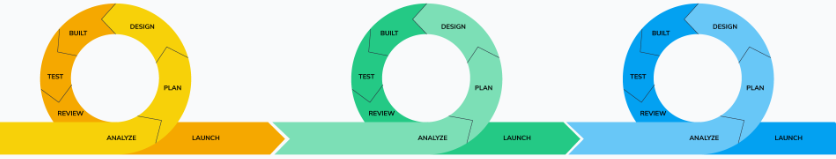 DESIGN
BUILT
TEST
PLAN
REVIEW
ANALYZE
LAUNCH
DESIGN
BUILT
TEST
PLAN
REVIEW
ANALYZE
LAUNCH
DESIGN
BUILT
TEST
PLAN
REVIEW
ANALYZE
LAUNCH